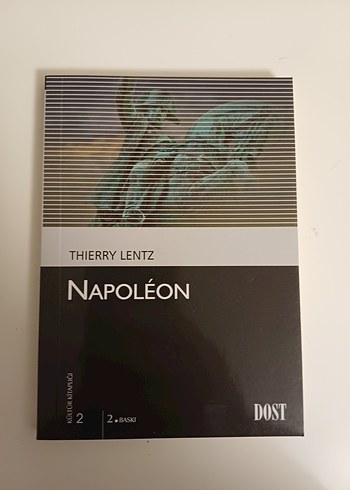 THIERRY LENTZ
NAPOLÉON
KÜLTÜR KİTAPLIĞI
2
2. BASKI
DOST